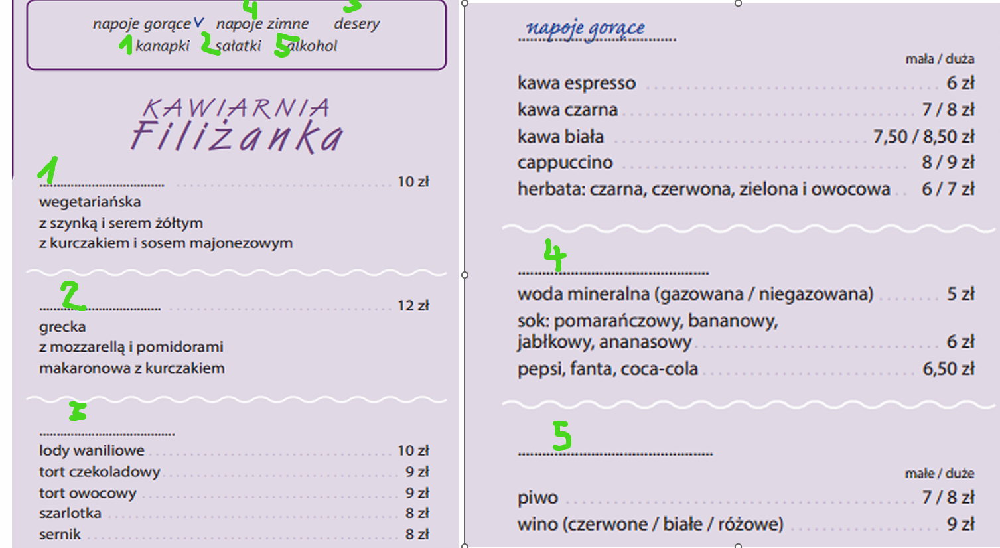 4 3
napoje gorące V napoje zimne desery
1 kanapki 2 sałatki 5 alkohol
KAWIARNIA
Filiżanka
1
........................................ 10 zł
wegetariańska
z szynką i serem żółtym
z kurczakiem i sosem majonezowym
2
........................................ 12 zł
grecka
z mozzarellą i pomidorami
makaronowa z kurczakiem
3
........................................
lody waniliowe ........................................ 10 zł
tort czekoladowy ........................................ 9 zł
tort owocowy ........................................ 9 zł
szarlotka ........................................ 8 zł
sernik ........................................ 8 zł
napoje gorące
mała / duża
kawa espresso ........................................ 6 zł
kawa czarna ........................................ 7 / 8 zł
kawa biała ........................................ 7,50 / 8,50 zł
cappuccino ........................................ 8 / 9 zł
herbata: czarna, czerwona, zielona i owocowa .. 6 / 7 zł
4
........................................
woda mineralna (gazowana / niegazowana) ........ 5 zł
sok: pomarańczowy, bananowy,
jabłkowy, ananasowy ........................................ 6 zł
pepsi, fanta, coca-cola ........................................ 6,50 zł
5
........................................
małe / duże
piwo ........................................ 7 / 8 zł
wino (czerwone / białe / różowe) .................... 9 zł